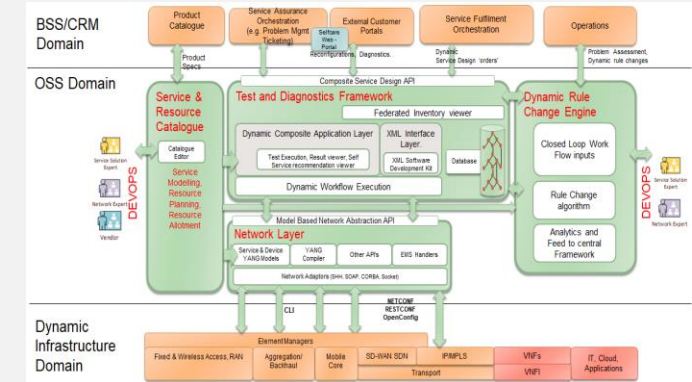 BSS/CRM
Domain
Product
Catalogue
Service Assurance
Orchestration
(e.g. Problem Mgmt
Ticketing)
Selfcare
Web -
Portal
External Customer
Portals
Service Fulfilment
Orchestration
Operations
Product
Specs
Reconfigurations, Diagnostics..
Dynamic
Service Design 'orders'
Problem Assessment,
Dynamic rule changes
OSS Domain
Composite Service Design API
Service &
Resource
Catalogue
Catalogue
Editor
Service
Modelling,
Resource
Planning,
Resource
Allotment
Test and Diagnostics Framework
Federated Inventory viewer
Dynamic Composite Application Layer
Test Execution, Result viewer, Self
Service recommendation viewer
XML Interface
Layer.
XML Software
Development Kit
Database
Dynamic Workflow Execution
Dynamic Rule
Change Engine
Closed Loop Work
Flow inputs
Rule Change
algorithm
Analytics and
Feed to central
Framework
Service Solution
Expert
Network Expert
Vendor
DEVOPS
DEVOPS
Service Solution
Expert
Network Expert
Model Based Network Abstraction API
Network Layer
Service & Device
YANG Models
YANG
Compiler
Other API's
EMS Handlers
Network Adaptors (SHH, SOAP, CORBA, Socket)
CLI
NETCONF
RESTCONF
OpenConfig
Dynamic
Infrastructure
Domain
Element Managers
Fixed & Wireless Access, RAN
Aggregation/
Backhaul
Mobile
Core
SD-WAN SDN
IP/MPLS
Transport
VNFs
VNFI
IT, Cloud,
Applications